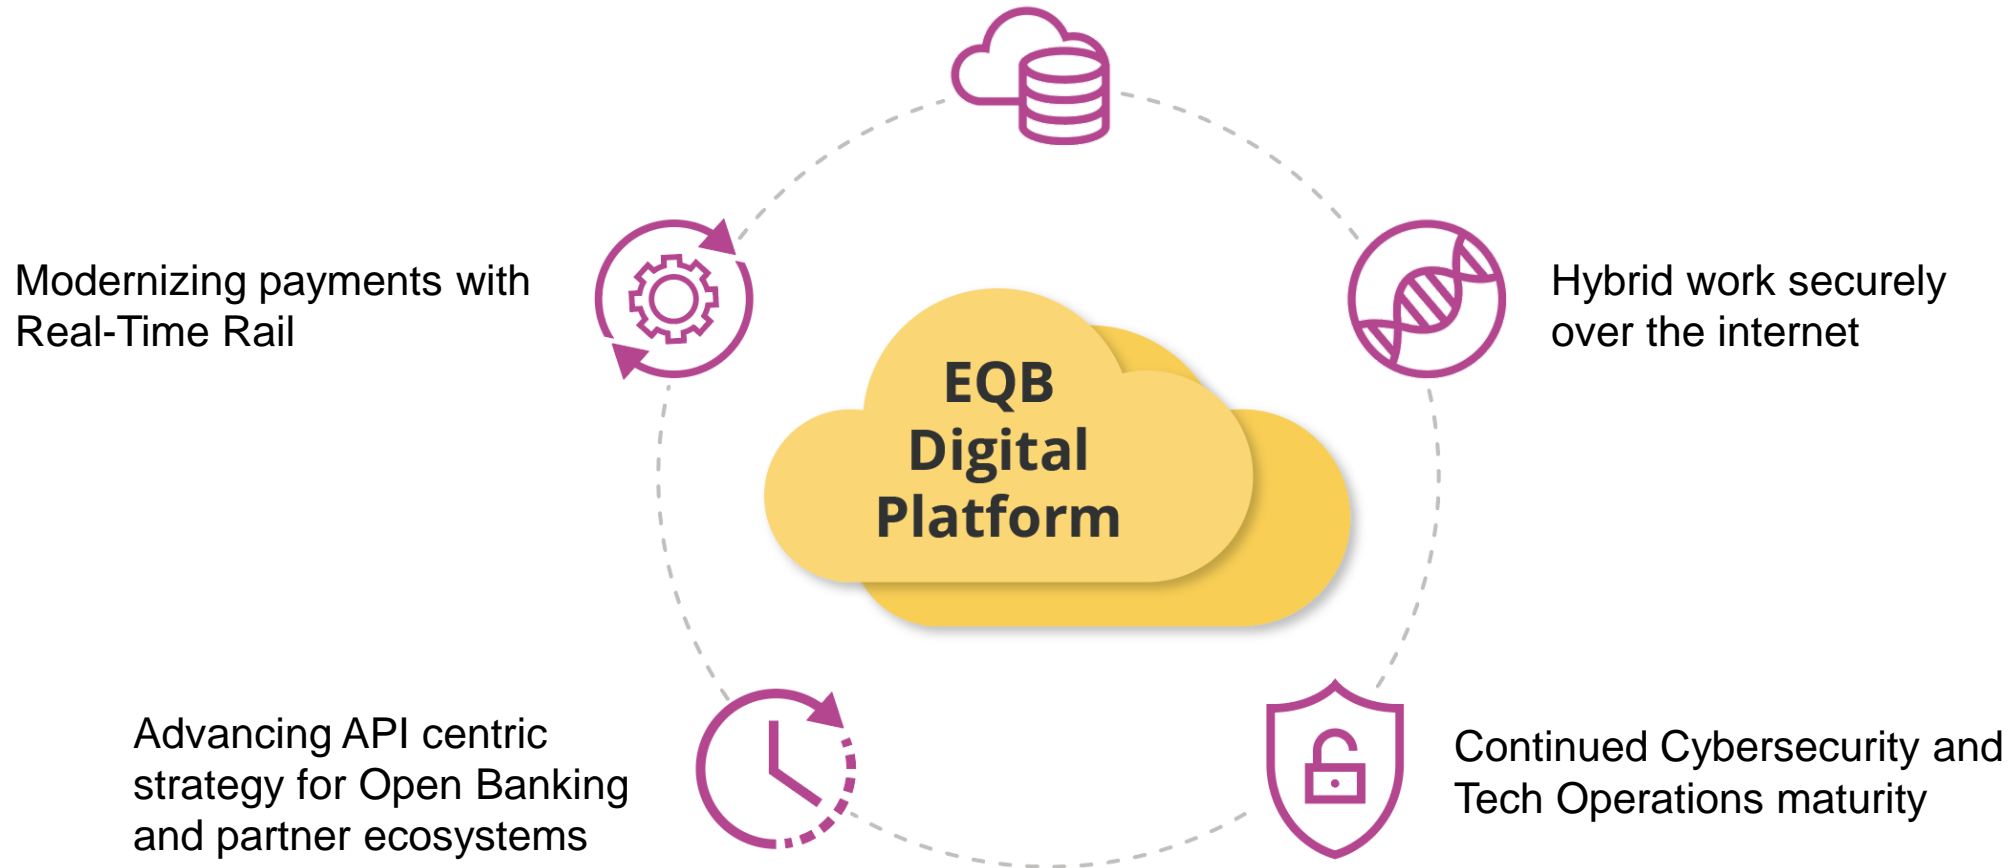 Modernizing payments with
Real-Time Rail
Hybrid work securely
over the internet
EQB
Digital
Platform
Advancing API centric
strategy for Open Banking
and partner ecosystems
Continued Cybersecurity and
Tech Operations maturity